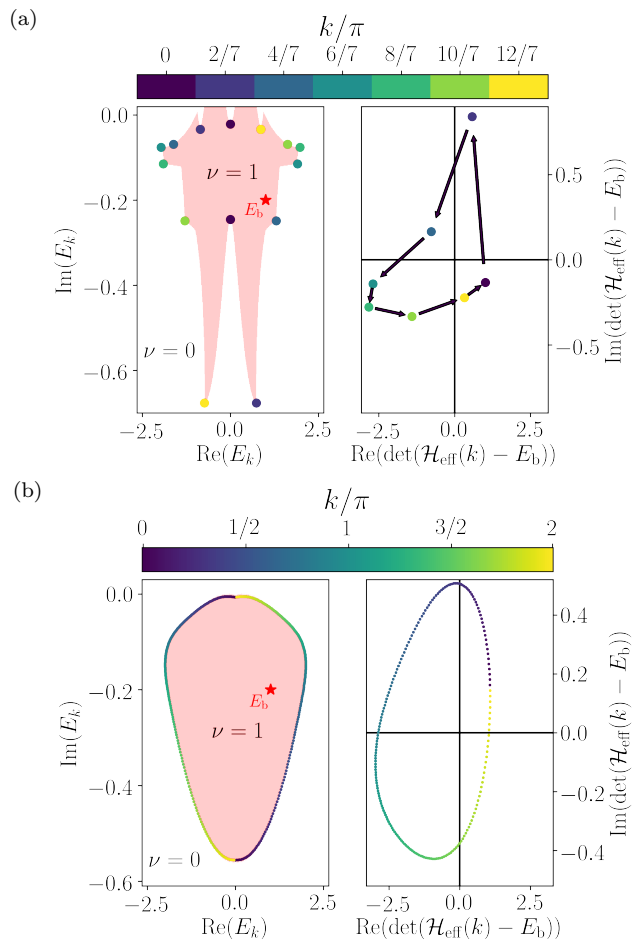 (a)
k/π
0 2/7 4/7 6/7 8/7 10/7 12/7
0.0
−0.2
−0.4
−0.6
Im(E_k)
ν = 1
E_b
ν = 0
−2.5 0.0 2.5
Re(E_k)
0.5
0.0
−0.5
Im(det(ℋ_eff(k) − E_b))
−2.5 0.0 2.5
Re(det(ℋ_eff(k) − E_b))
(b)
k/π
0 1/2 1 3/2 2
0.0
−0.2
−0.4
−0.6
Im(E_k)
E_b
ν = 1
ν = 0
−2.5 0.0 2.5
Re(E_k)
0.4
0.2
0.0
−0.2
−0.4
Im(det(ℋ_eff(k) − E_b))
−2.5 0.0
Re(det(ℋ_eff(k) − E_b))